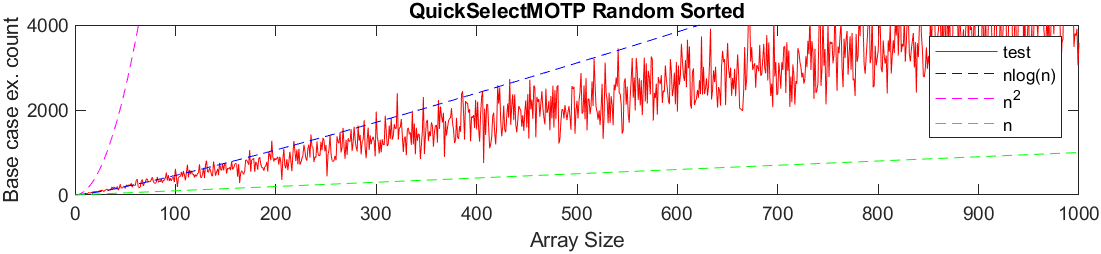 QuickSelectMOTP Random Sorted
Base case ex. count
4000
2000
0
test
nlog(n)
n²
n
0 100 200 300 400 500 600 700 800 900 1000
Array Size